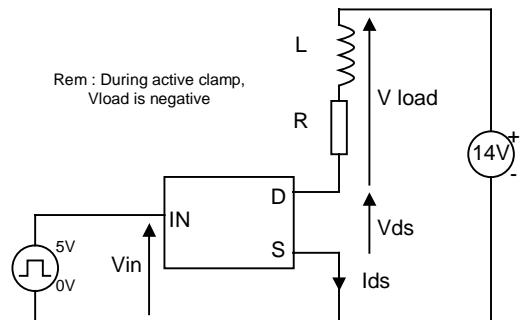 L
Rem : During active clamp,
Vload is negative
V load
R
14V
+
-
D
IN
Vds
S
5V
0V
Vin
Ids